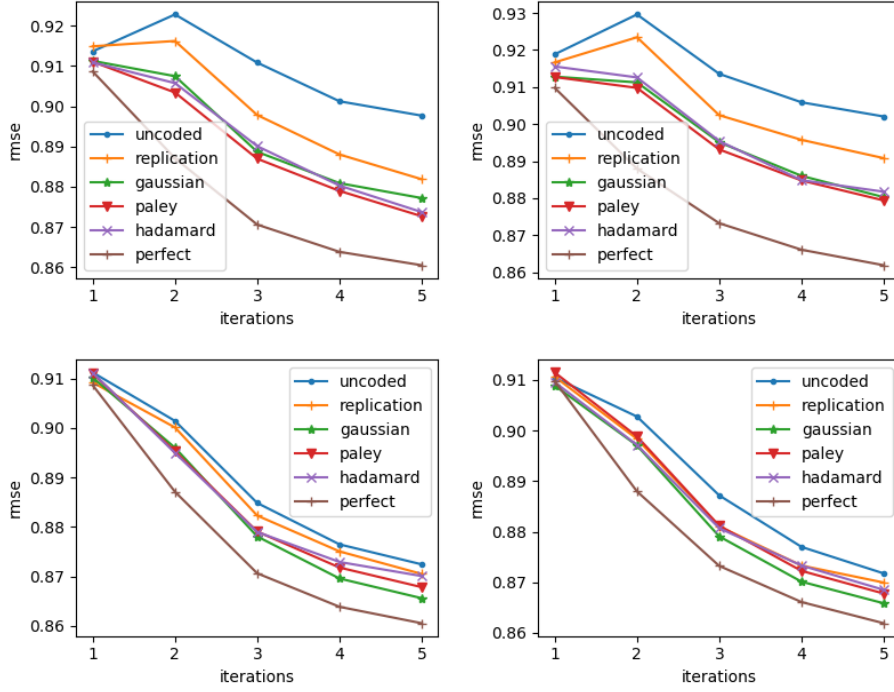 0.92
0.91
0.90
0.89
0.88
0.87
0.86
rmse
uncoded
replication
gaussian
paley
hadamard
perfect
1 2 3 4 5
iterations
0.93
0.92
0.91
0.90
0.89
0.88
0.87
0.86
rmse
uncoded
replication
gaussian
paley
hadamard
perfect
1 2 3 4 5
iterations
0.91
0.90
0.89
0.88
0.87
0.86
rmse
uncoded
replication
gaussian
paley
hadamard
perfect
1 2 3 4 5
iterations
0.91
0.90
0.89
0.88
0.87
0.86
rmse
uncoded
replication
gaussian
paley
hadamard
perfect
1 2 3 4 5
iterations